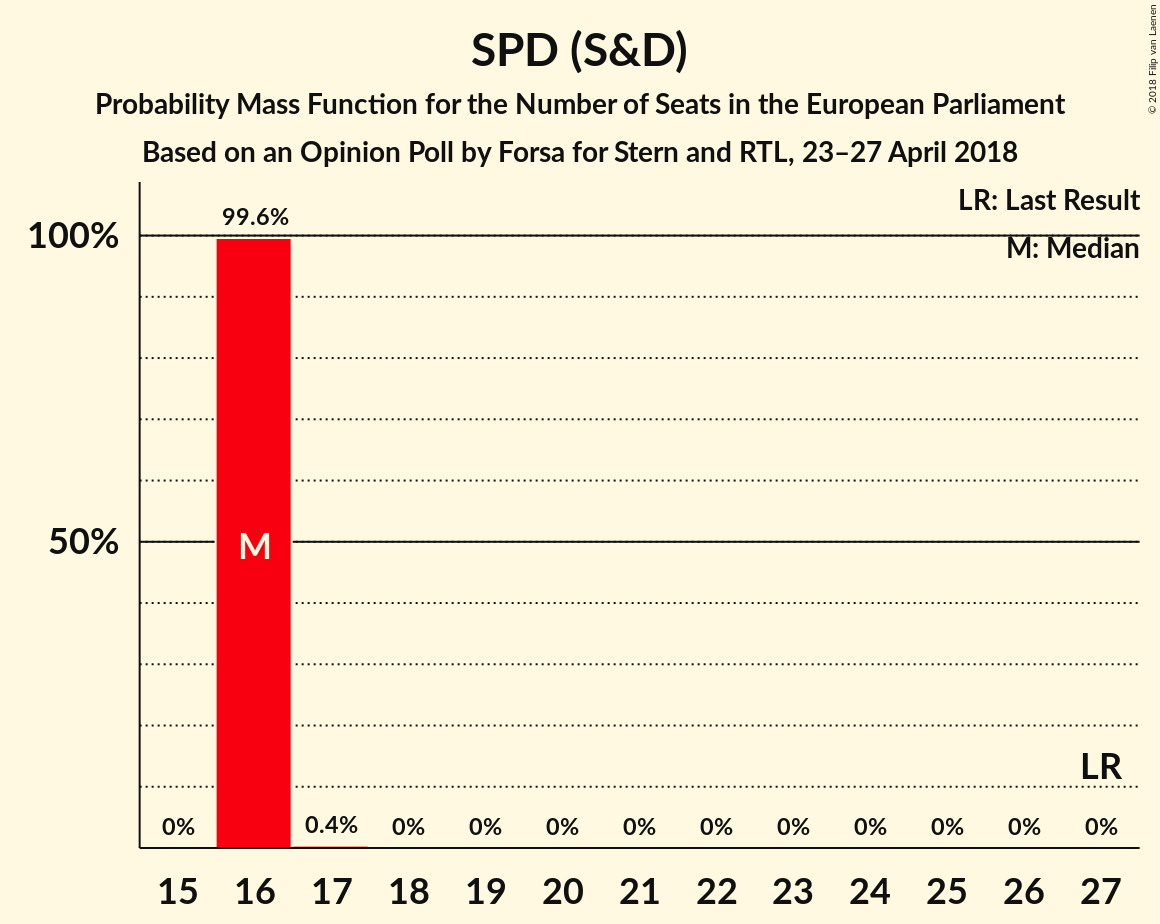 SPD (S&D)
Probability Mass Function for the Number of Seats in the European Parliament
Based on an Opinion Poll by Forsa for Stern and RTL, 23–27 April 2018
© 2018 Filip van Laenen
LR: Last Result
M: Median
99.6%
100%
50%
M
LR
0% 0.4% 0% 0% 0% 0% 0% 0% 0% 0% 0% 0%
15 16 17 18 19 20 21 22 23 24 25 26 27